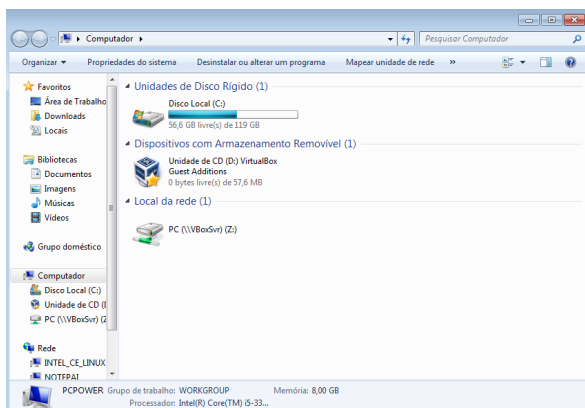 Computador
Pesquisar Computador
Organizar
Propriedades do sistema
Desinstalar ou alterar um programa
Mapear unidade de rede
»
Favoritos
Área de Trabalho
Downloads
Locais
Bibliotecas
Documentos
Imagens
Músicas
Vídeos
Grupo doméstico
Computador
Disco Local (C:)
Unidade de CD (D
PC (\\VBoxSvr) (Z
Rede
INTEL_CE_LINUX
NOTEPAI
Unidades de Disco Rígido (1)
Disco Local (C:)
56,6 GB livre(s) de 119 GB
Dispositivos com Armazenamento Removível (1)
Unidade de CD (D:) VirtualBox
Guest Additions
0 bytes livre(s) de 57,6 MB
Local da rede (1)
PC (\\VBoxSvr) (Z:)
PCPOWER Grupo de trabalho: WORKGROUP Memória: 8,00 GB
Processador: Intel(R) Core(TM) i5-33...